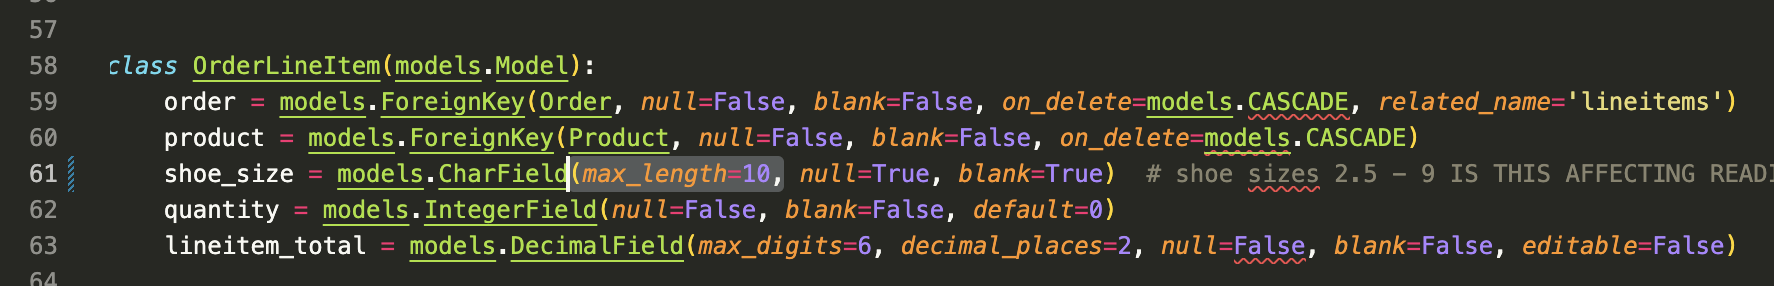 57
58 class OrderLineItem(models.Model):
59 order = models.ForeignKey(Order, null=False, blank=False, on_delete=models.CASCADE, related_name='lineitems')
60 product = models.ForeignKey(Product, null=False, blank=False, on_delete=models.CASCADE)
61 shoe_size = models.CharField(max_length=10, null=True, blank=True) # shoe sizes 2.5 - 9 IS THIS AFFECTING READI
62 quantity = models.IntegerField(null=False, blank=False, default=0)
63 lineitem_total = models.DecimalField(max_digits=6, decimal_places=2, null=False, blank=False, editable=False)
64